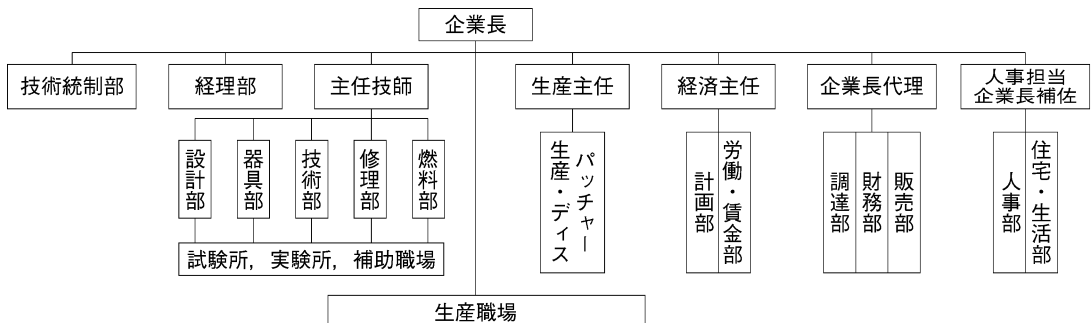 企業長
技術統制部
経理部
主任技師
生産主任
経済主任
企業長代理
人事担当
企業長補佐
設計部
器具部
技術部
修理部
燃料部
パッチャー
生産・ディス
労働・賃金部
計画部
調達部
財務部
販売部
住宅・生活部
人事部
試験所，実験所，補助職場
生産職場